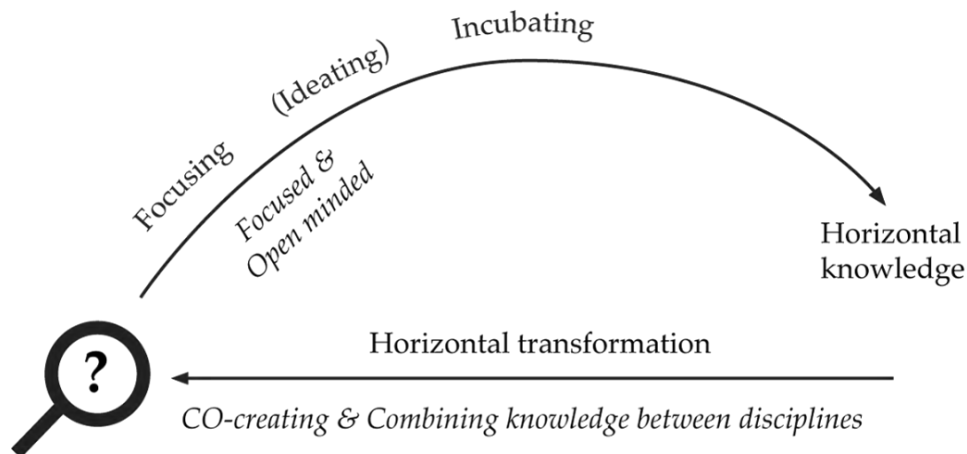 Incubating
(Ideating)
Focusing
Focused &
Open minded
Horizontal
knowledge
Horizontal transformation
?
CO-creating & Combining knowledge between disciplines